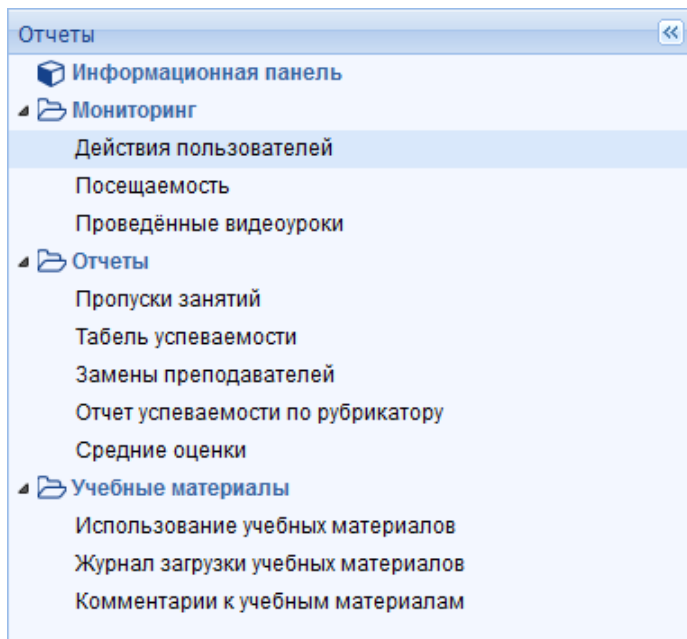 Отчеты
Информационная панель
Мониторинг
Действия пользователей
Посещаемость
Проведённые видеоуроки
Отчеты
Пропуски занятий
Табель успеваемости
Замены преподавателей
Отчет успеваемости по рубрикатору
Средние оценки
Учебные материалы
Использование учебных материалов
Журнал загрузки учебных материалов
Комментарии к учебным материалам